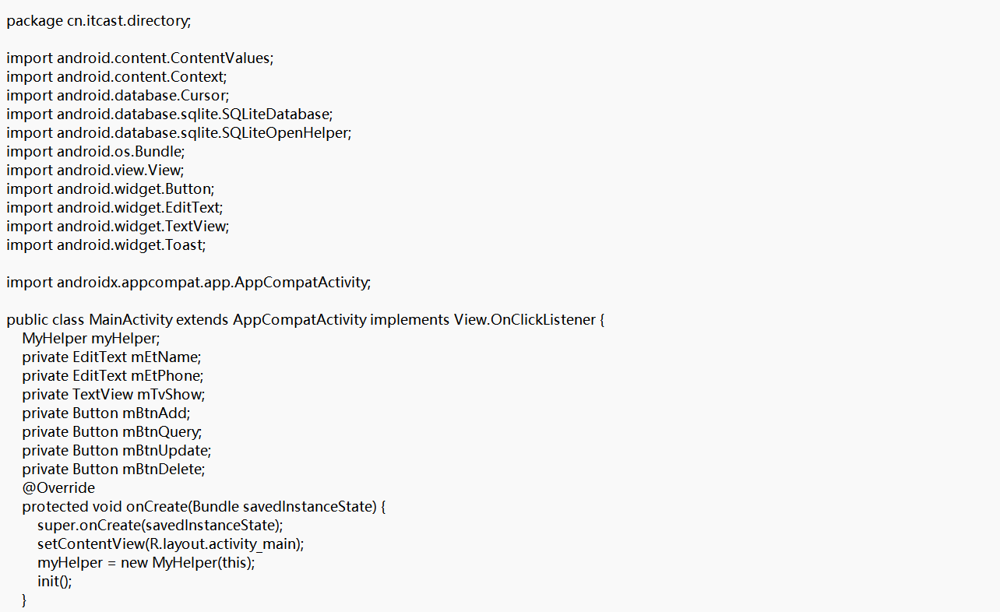 package cn.itcast.directory;
import android.content.ContentValues;
import android.content.Context;
import android.database.Cursor;
import android.database.sqlite.SQLiteDatabase;
import android.database.sqlite.SQLiteOpenHelper;
import android.os.Bundle;
import android.view.View;
import android.widget.Button;
import android.widget.EditText;
import android.widget.TextView;
import android.widget.Toast;
import androidx.appcompat.app.AppCompatActivity;
public class MainActivity extends AppCompatActivity implements View.OnClickListener {
    MyHelper myHelper;
    private EditText mEtName;
    private EditText mEtPhone;
    private TextView mTvShow;
    private Button mBtnAdd;
    private Button mBtnQuery;
    private Button mBtnUpdate;
    private Button mBtnDelete;
    @Override
    protected void onCreate(Bundle savedInstanceState) {
        super.onCreate(savedInstanceState);
        setContentView(R.layout.activity_main);
        myHelper = new MyHelper(this);
        init();
    }